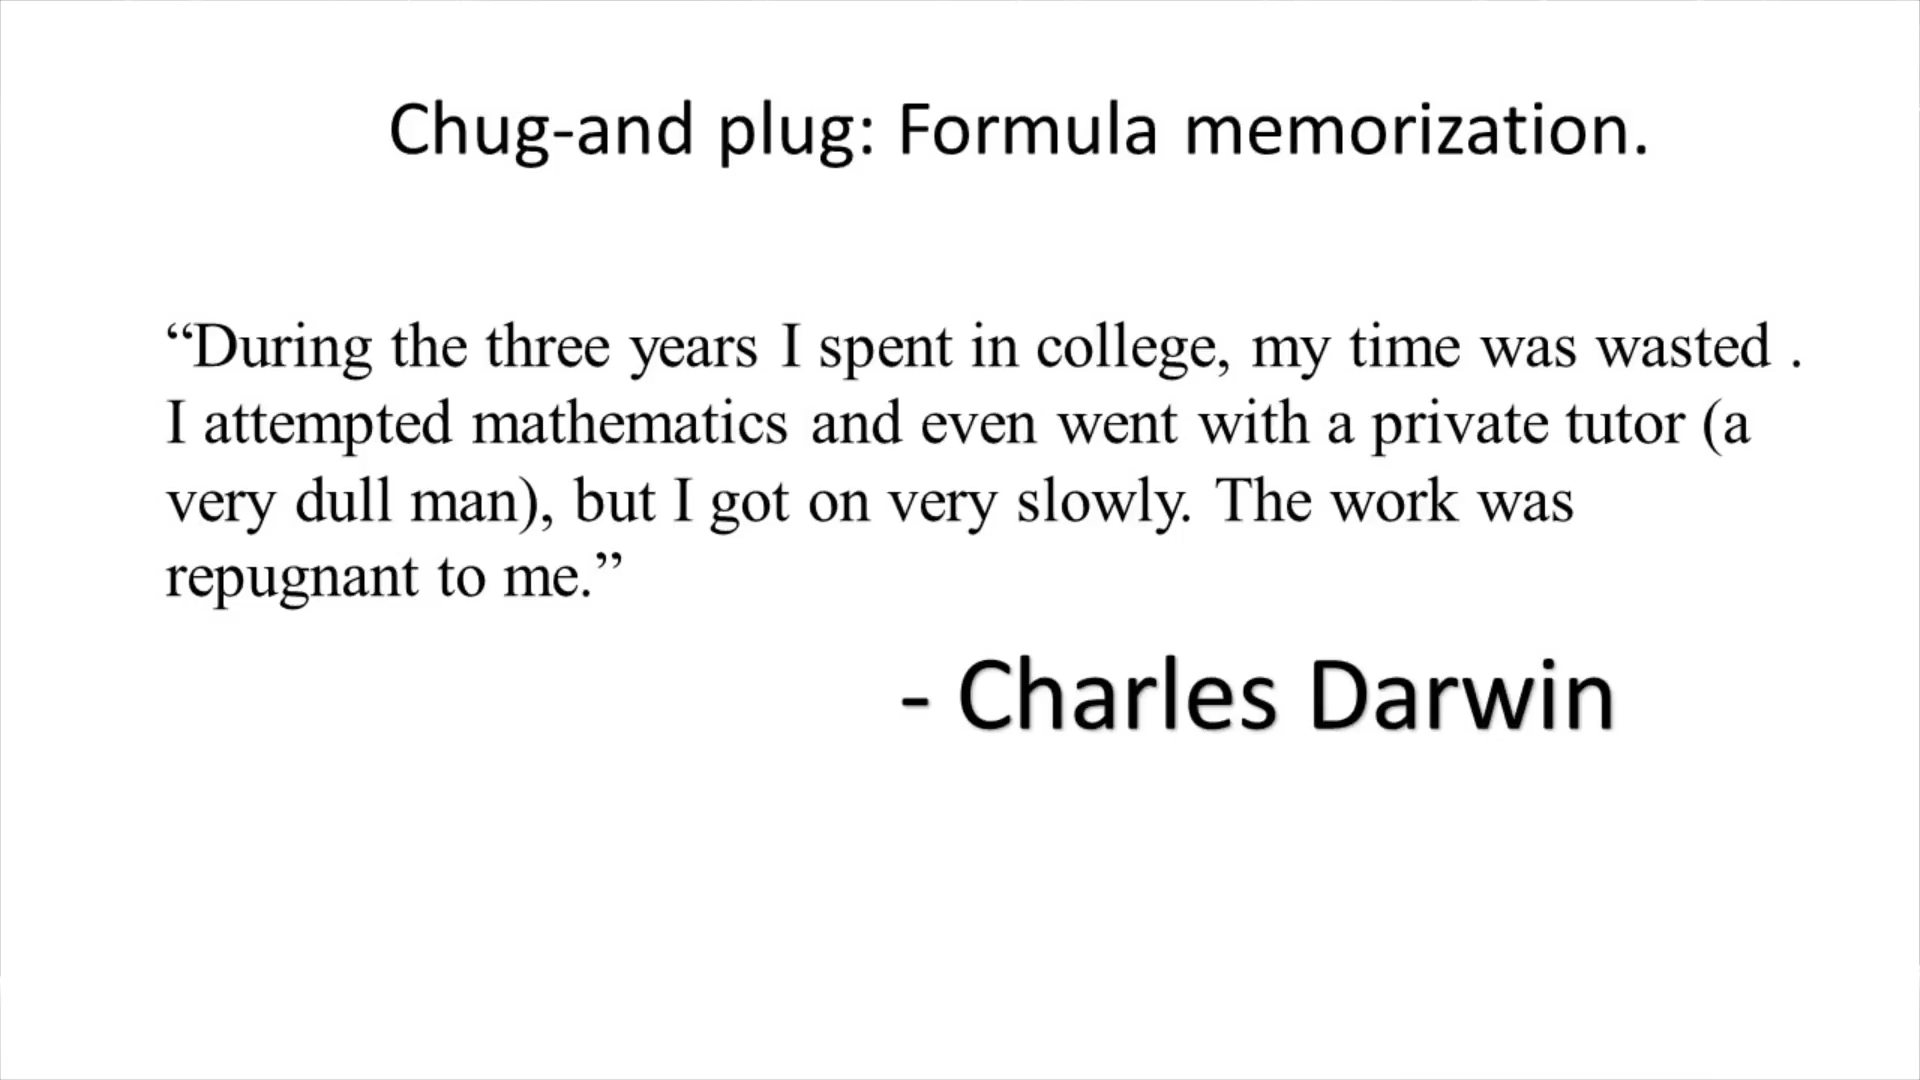 Chug-and plug: Formula memorization.
“During the three years I spent in college, my time was wasted .
I attempted mathematics and even went with a private tutor (a
very dull man), but I got on very slowly. The work was
repugnant to me.”
- Charles Darwin